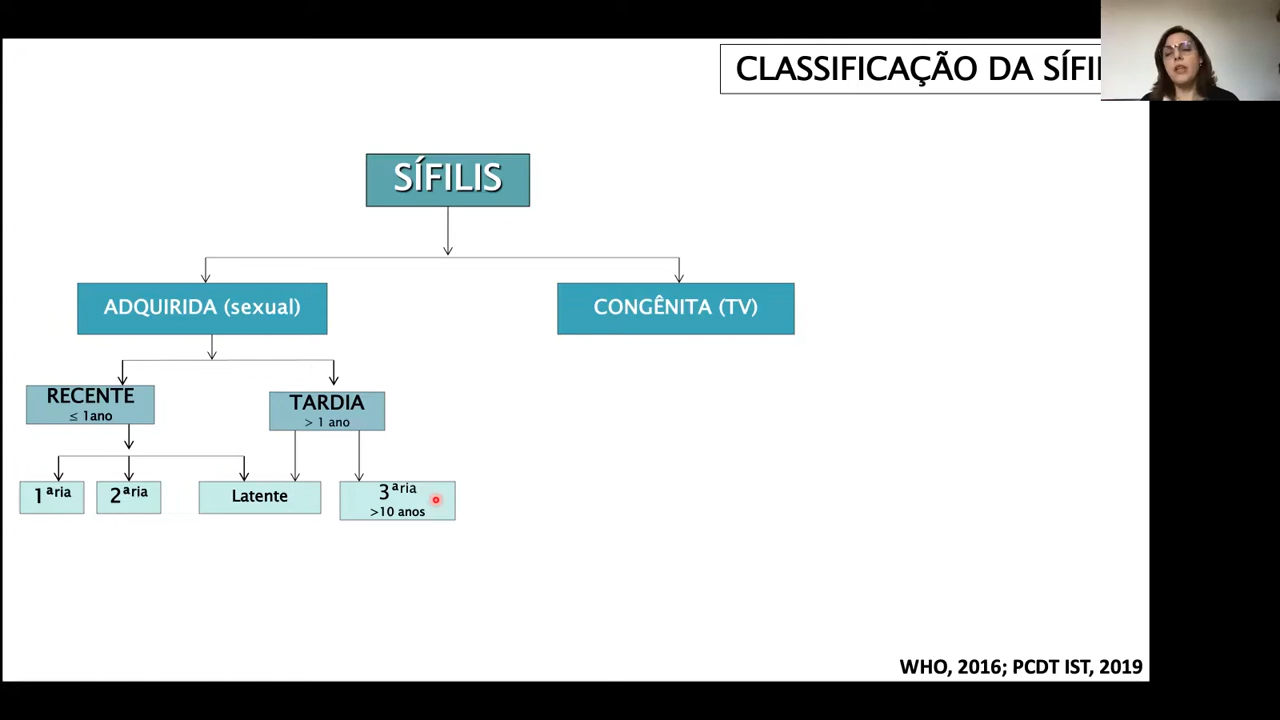 CLASSIFICAÇÃO DA
SÍFILIS
ADQUIRIDA (sexual)
CONGÊNITA (TV)
RECENTE
≤ 1ano
TARDIA
> 1 ano
1ªria
2ªria
Latente
3ªria
>10 anos
WHO, 2016; PCDT IST, 2019